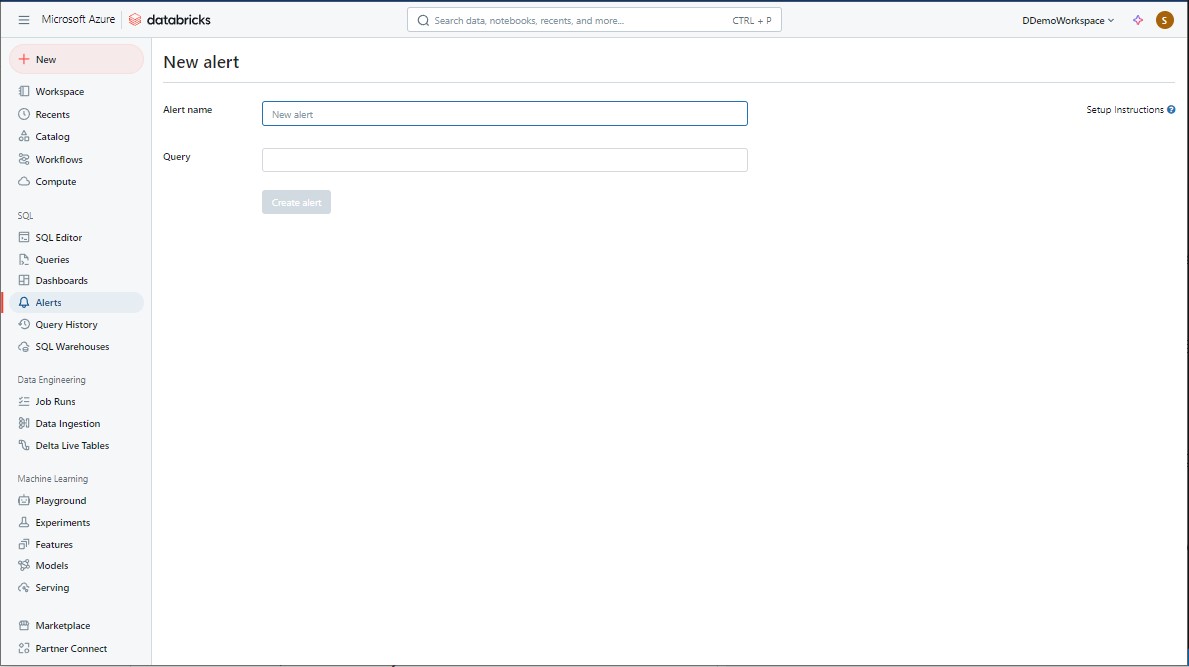 Microsoft Azure databricks Search data, notebooks, recents, and more... CTRL + P DDemoWorkspace S
New
Workspace
Recents
Catalog
Workflows
Compute
SQL
SQL Editor
Queries
Dashboards
Alerts
Query History
SQL Warehouses
Data Engineering
Job Runs
Data Ingestion
Delta Live Tables
Machine Learning
Playground
Experiments
Features
Models
Serving
Marketplace
Partner Connect
New alert
Alert name New alert Setup Instructions ?
Query
Create alert